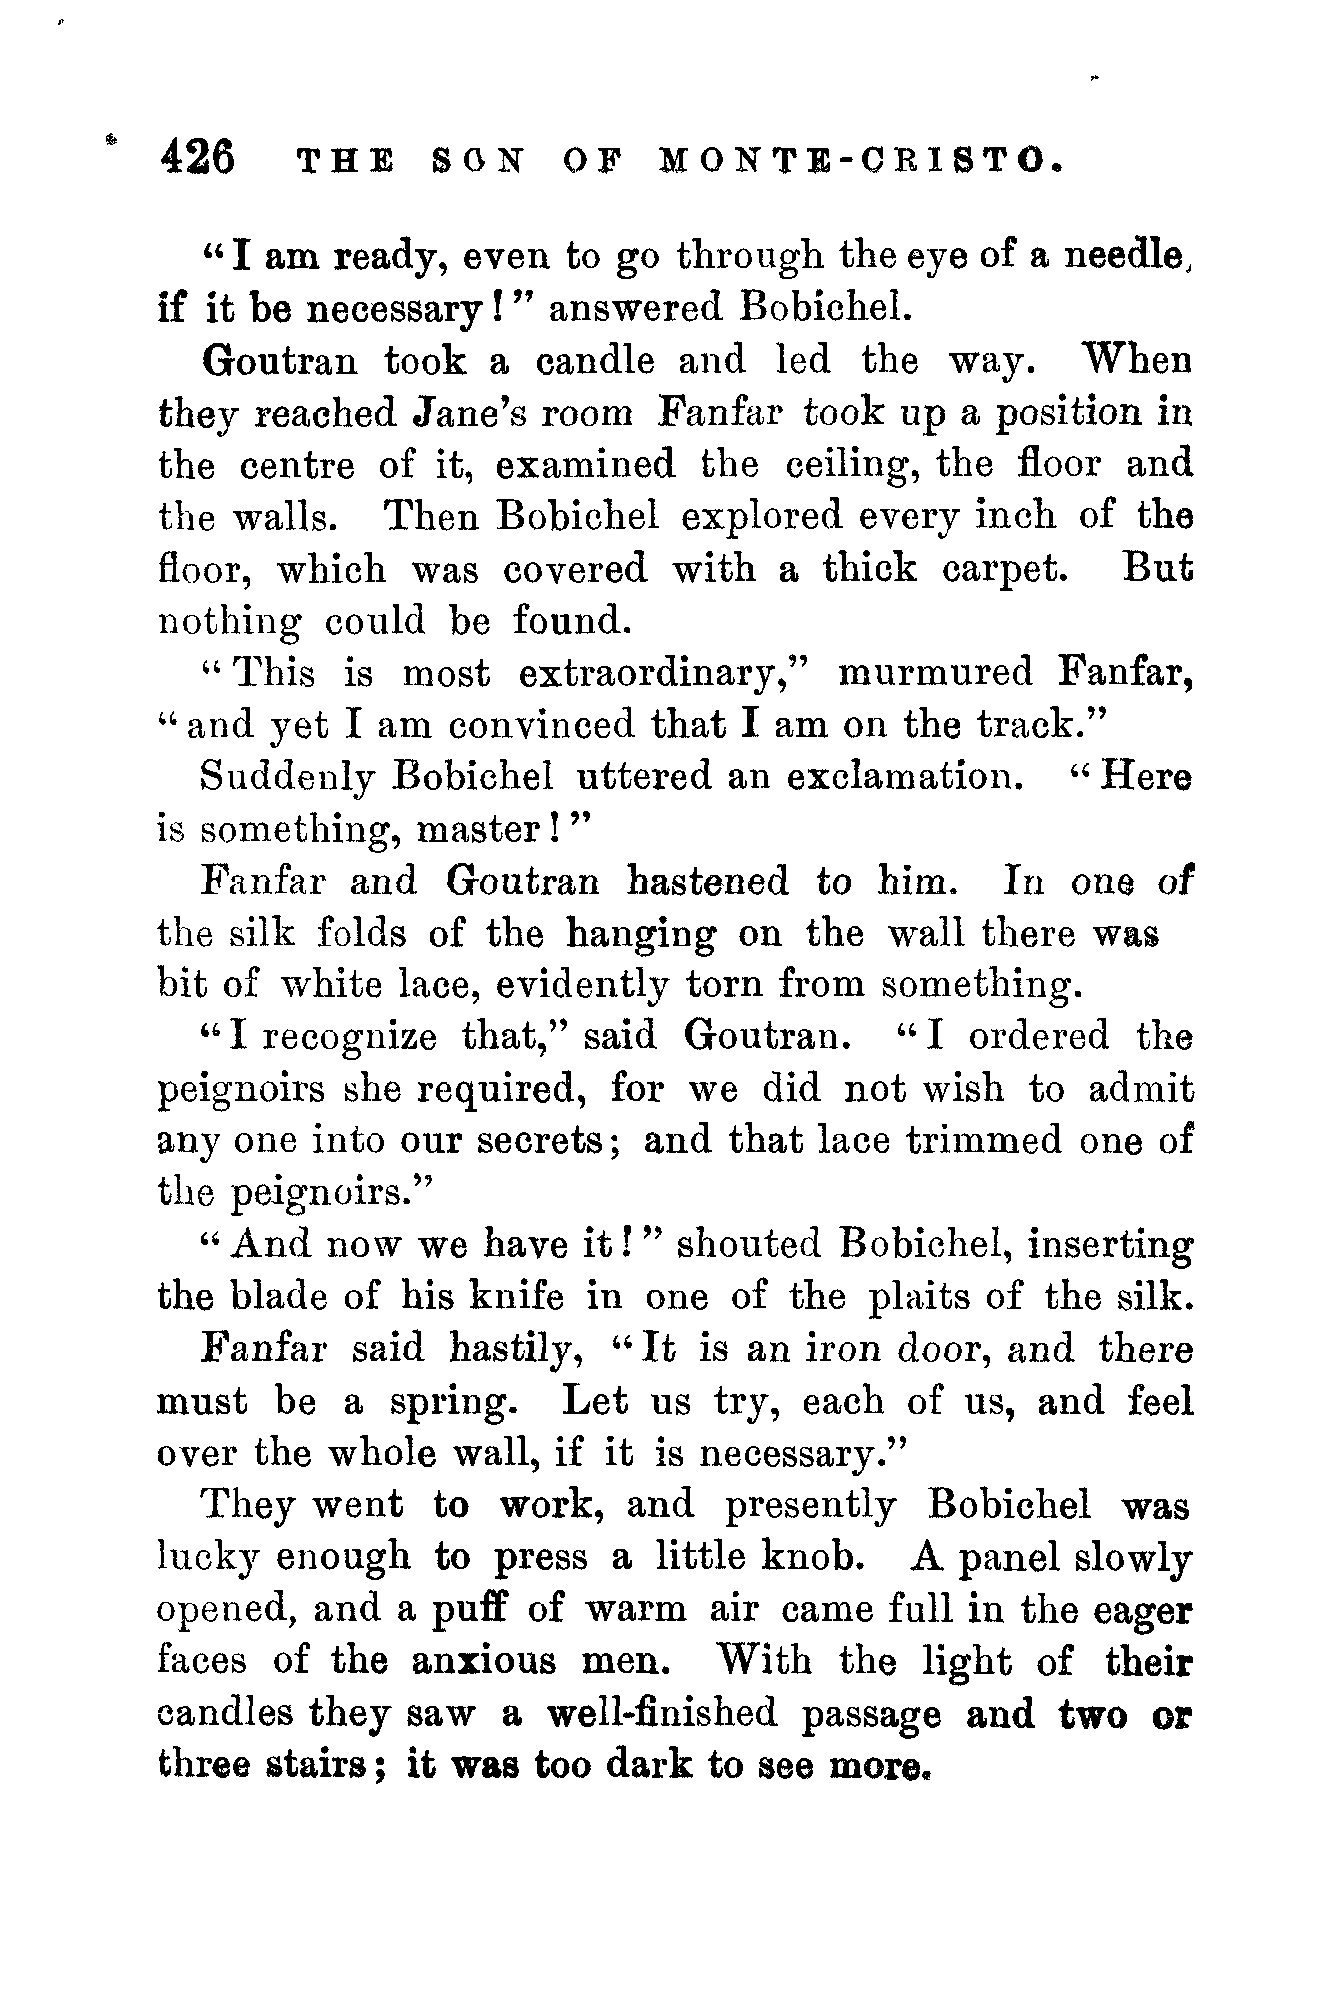 426 THE SON OF MONTE-CRISTO.
“I am ready, even to go through the eye of a needle,
if it be necessary!” answered Bobichel.
Goutran took a candle and led the way. When
they reached Jane’s room Fanfar took up a position in
the centre of it, examined the ceiling, the floor and
the walls. Then Bobichel explored every inch of the
floor, which was covered with a thick carpet. But
nothing could be found.
“This is most extraordinary,” murmured Fanfar,
“and yet I am convinced that I am on the track.”
Suddenly Bobichel uttered an exclamation. “Here
is something, master!”
Fanfar and Goutran hastened to him. In one of
the silk folds of the hanging on the wall there was
bit of white lace, evidently torn from something.
“I recognize that,” said Goutran. “I ordered the
peignoirs she required, for we did not wish to admit
any one into our secrets; and that lace trimmed one of
the peignoirs.”
“And now we have it!” shouted Bobichel, inserting
the blade of his knife in one of the plaits of the silk.
Fanfar said hastily, “It is an iron door, and there
must be a spring. Let us try, each of us, and feel
over the whole wall, if it is necessary.”
They went to work, and presently Bobichel was
lucky enough to press a little knob. A panel slowly
opened, and a puff of warm air came full in the eager
faces of the anxious men. With the light of their
candles they saw a well-finished passage and two or
three stairs; it was too dark to see more.